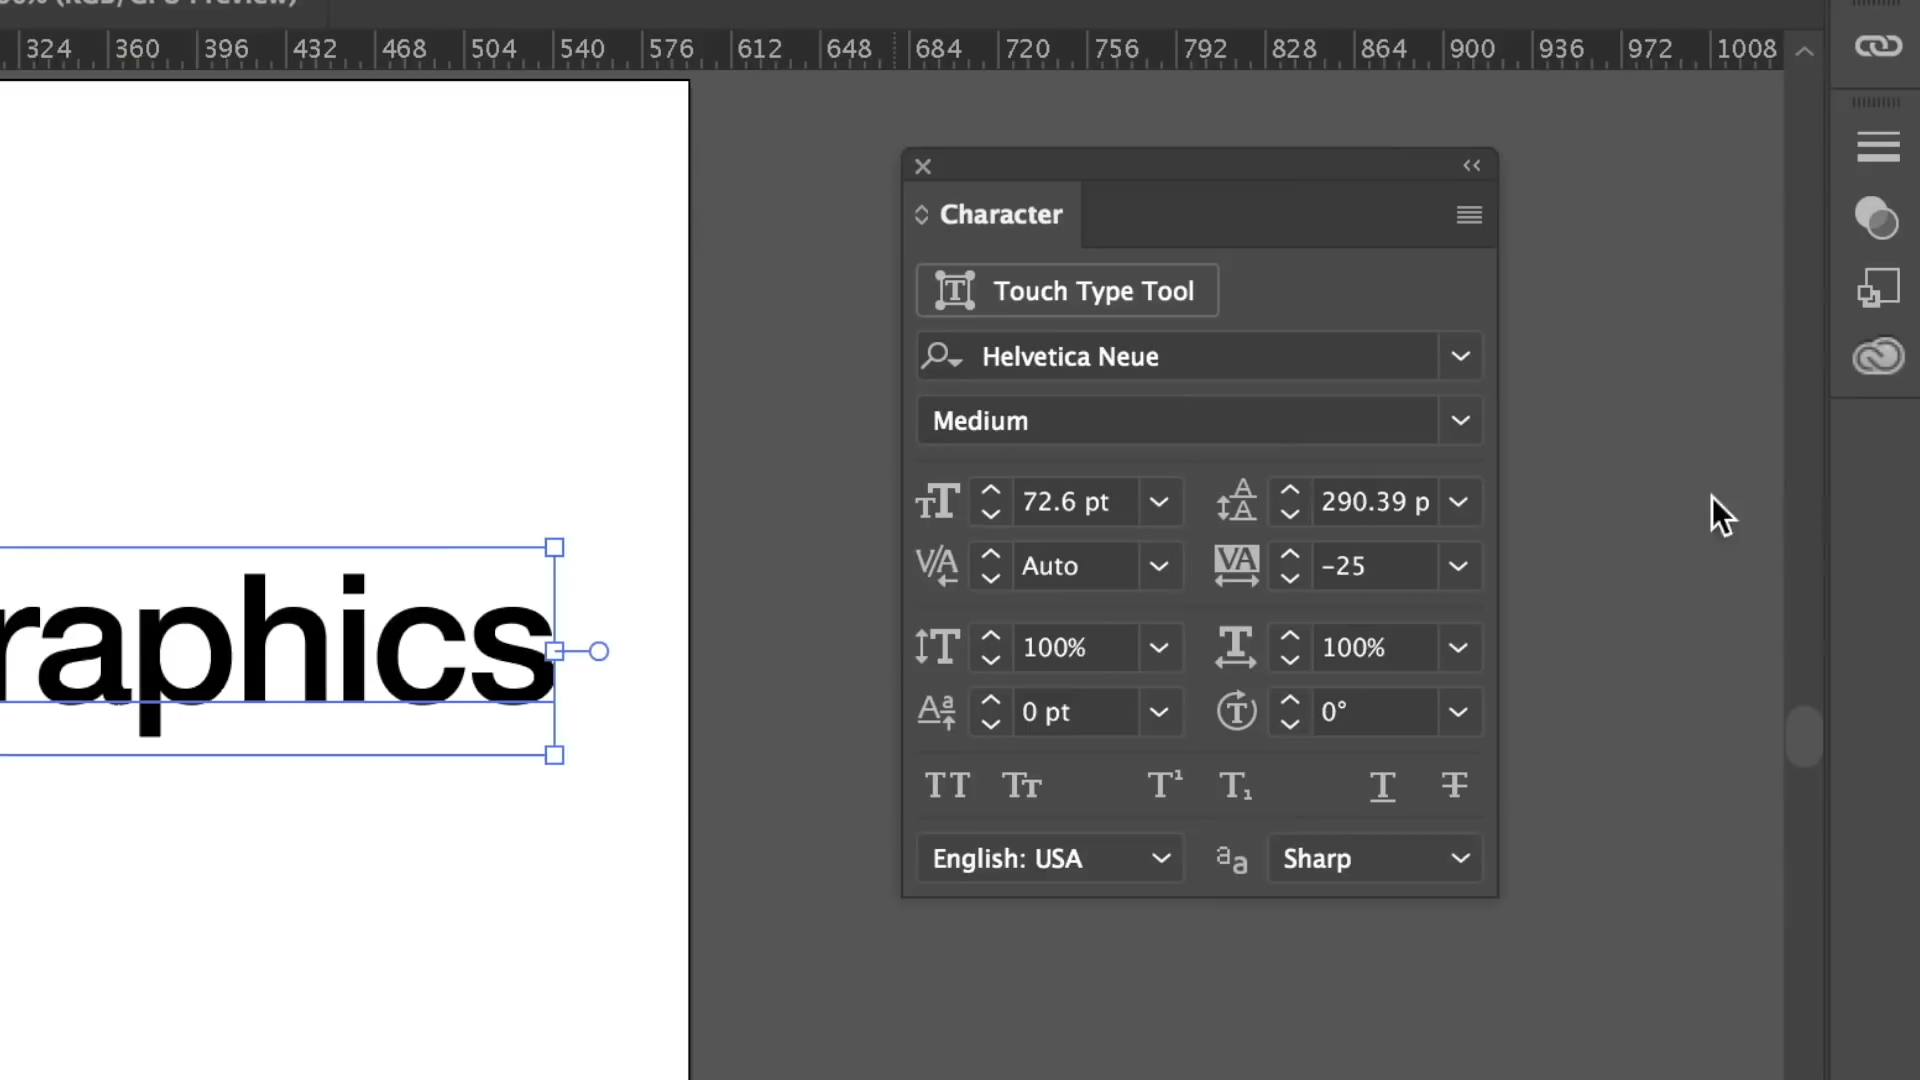 324 360 396 432 468 504 540 576 612 648 684 720 756 792 828 864 900 936 972 1008
Character
Touch Type Tool
Helvetica Neue
Medium
72.6 pt 290.39 p
Auto -25
100% 100%
0 pt 0°
raphics
English: USA Sharp